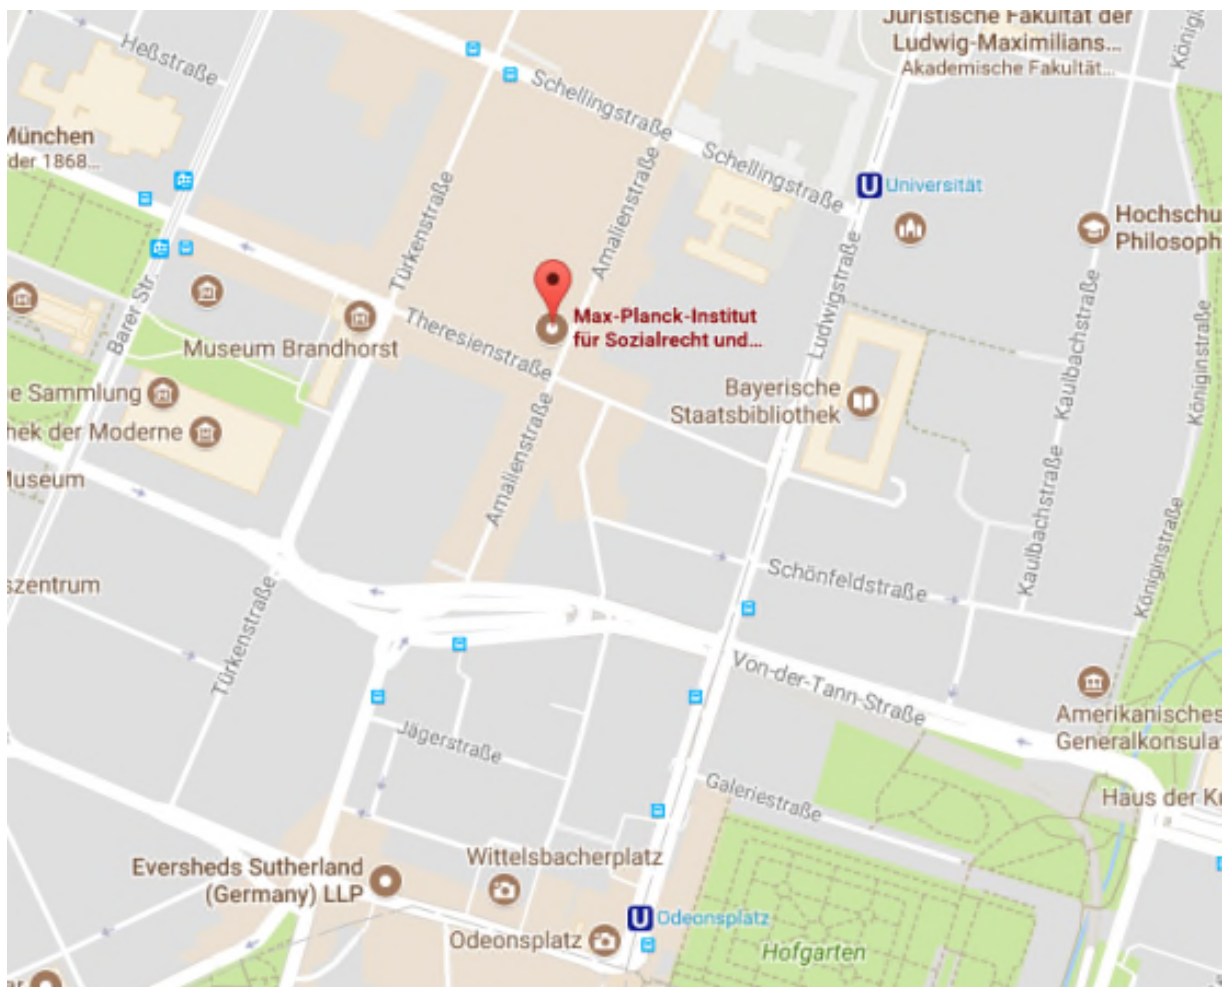 Juristische Fakultät der
Ludwig-Maximilians...
Akademische Fakultät...
Heßstraße
Schellingstraße
München
der 1868...
Schellingstraße
Universität
Hochschu
Philosoph
Amalienstraße
Türkenstraße
Ludwigstraße
Kaulbachstraße
Königinstraße
Barer Str.
Max-Planck-Institut
für Sozialrecht und...
Museum Brandhorst
Theresienstraße
Bayerische
Staatsbibliothek
e Sammlung
hek der Moderne
Museum
Amalienstraße
Kaulbachstraße
Königinstraße
szentrum
Schönfeldstraße
Türkenstraße
Von-der-Tann-Straße
Amerikanisches
Generalkonsula
Jägerstraße
Galeriestraße
Haus der K
Wittelsbacherplatz
Eversheds Sutherland
(Germany) LLP
Odeonsplatz
Odeonsplatz
Hofgarten